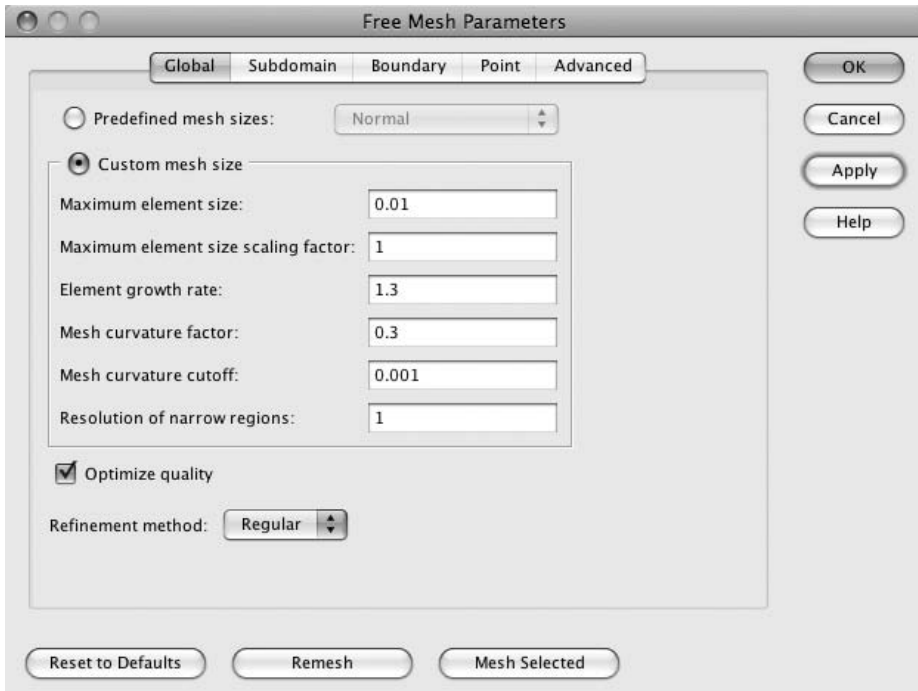 Free Mesh Parameters
Global Subdomain Boundary Point Advanced
OK
Cancel
Apply
Help
Predefined mesh sizes: Normal
Custom mesh size
Maximum element size: 0.01
Maximum element size scaling factor: 1
Element growth rate: 1.3
Mesh curvature factor: 0.3
Mesh curvature cutoff: 0.001
Resolution of narrow regions: 1
Optimize quality
Refinement method: Regular
Reset to Defaults Remesh Mesh Selected